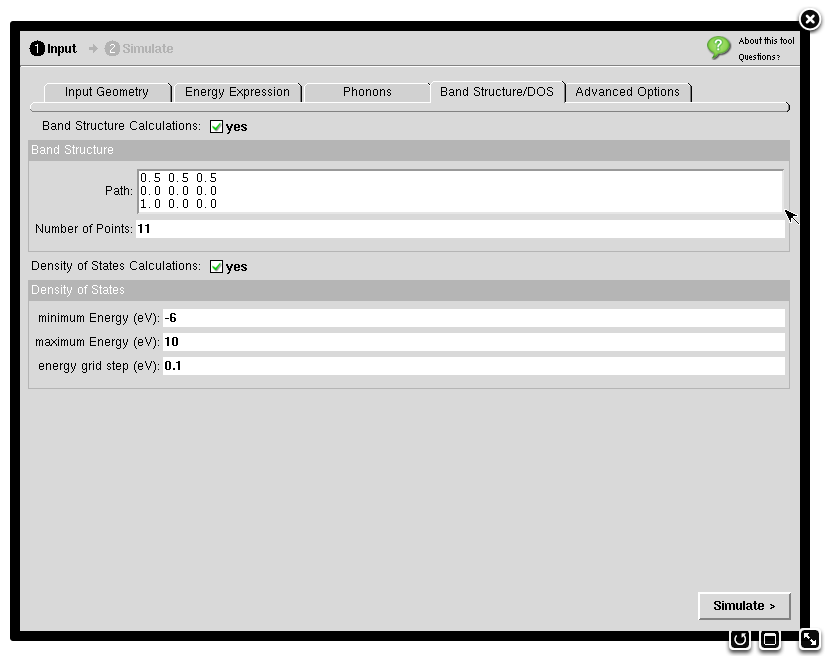 1 Input → 2 Simulate
About this tool
Questions?
Input Geometry Energy Expression Phonons Band Structure/DOS Advanced Options
Band Structure Calculations: yes
Band Structure
Path: 0.5 0.5 0.5
0.0 0.0 0.0
1.0 0.0 0.0
Number of Points: 11
Density of States Calculations: yes
Density of States
minimum Energy (eV): -6
maximum Energy (eV): 10
energy grid step (eV): 0.1
Simulate >